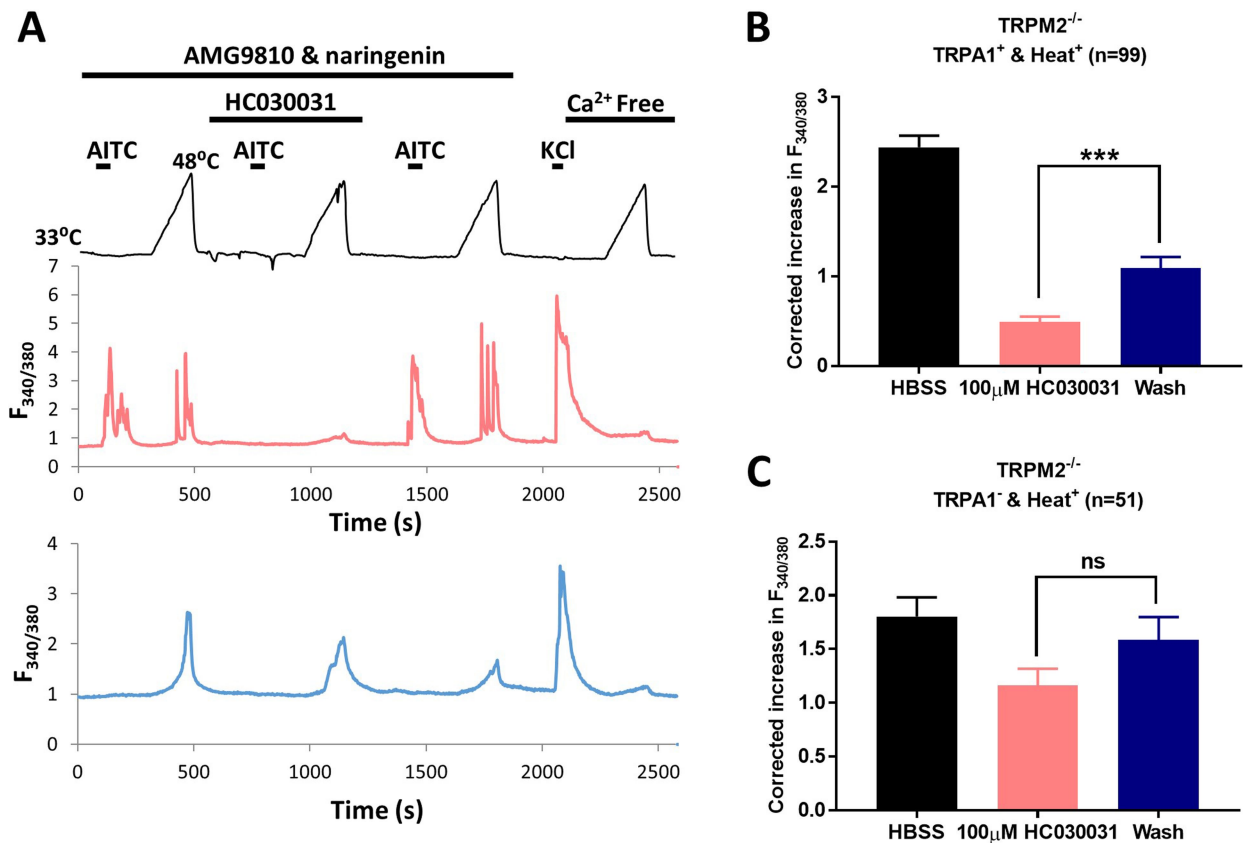 A
AMG9810 & naringenin
HC030031
Ca²⁺ Free
AITC
48⁰C
AITC
AITC
KCl
33⁰C
7
6
5
4
3
2
1
0
F₃₄₀/₃₈₀
0 500 1000 1500 2000 2500
Time (s)
4
3
2
1
0
F₃₄₀/₃₈₀
0 500 1000 1500 2000 2500
Time (s)
B
TRPM2⁻/⁻
TRPA1⁺ & Heat⁺ (n=99)
Corrected increase in F₃₄₀/₃₈₀
3
2
1
0
***
HBSS 100μM HC030031 Wash
C
TRPM2⁻/⁻
TRPA1⁻ & Heat⁺ (n=51)
Corrected increase in F₃₄₀/₃₈₀
2.5
2.0
1.5
1.0
0.5
0.0
ns
HBSS 100μM HC030031 Wash